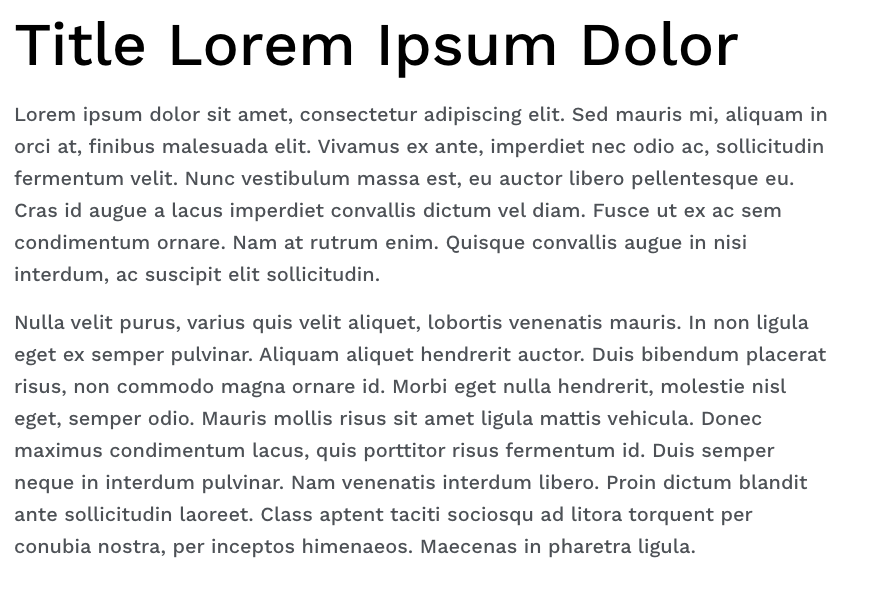 Title Lorem Ipsum Dolor
Lorem ipsum dolor sit amet, consectetur adipiscing elit. Sed mauris mi, aliquam in
orci at, finibus malesuada elit. Vivamus ex ante, imperdiet nec odio ac, sollicitudin
fermentum velit. Nunc vestibulum massa est, eu auctor libero pellentesque eu.
Cras id augue a lacus imperdiet convallis dictum vel diam. Fusce ut ex ac sem
condimentum ornare. Nam at rutrum enim. Quisque convallis augue in nisi
interdum, ac suscipit elit sollicitudin.
Nulla velit purus, varius quis velit aliquet, lobortis venenatis mauris. In non ligula
eget ex semper pulvinar. Aliquam aliquet hendrerit auctor. Duis bibendum placerat
risus, non commodo magna ornare id. Morbi eget nulla hendrerit, molestie nisl
eget, semper odio. Mauris mollis risus sit amet ligula mattis vehicula. Donec
maximus condimentum lacus, quis porttitor risus fermentum id. Duis semper
neque in interdum pulvinar. Nam venenatis interdum libero. Proin dictum blandit
ante sollicitudin laoreet. Class aptent taciti sociosqu ad litora torquent per
conubia nostra, per inceptos himenaeos. Maecenas in pharetra ligula.